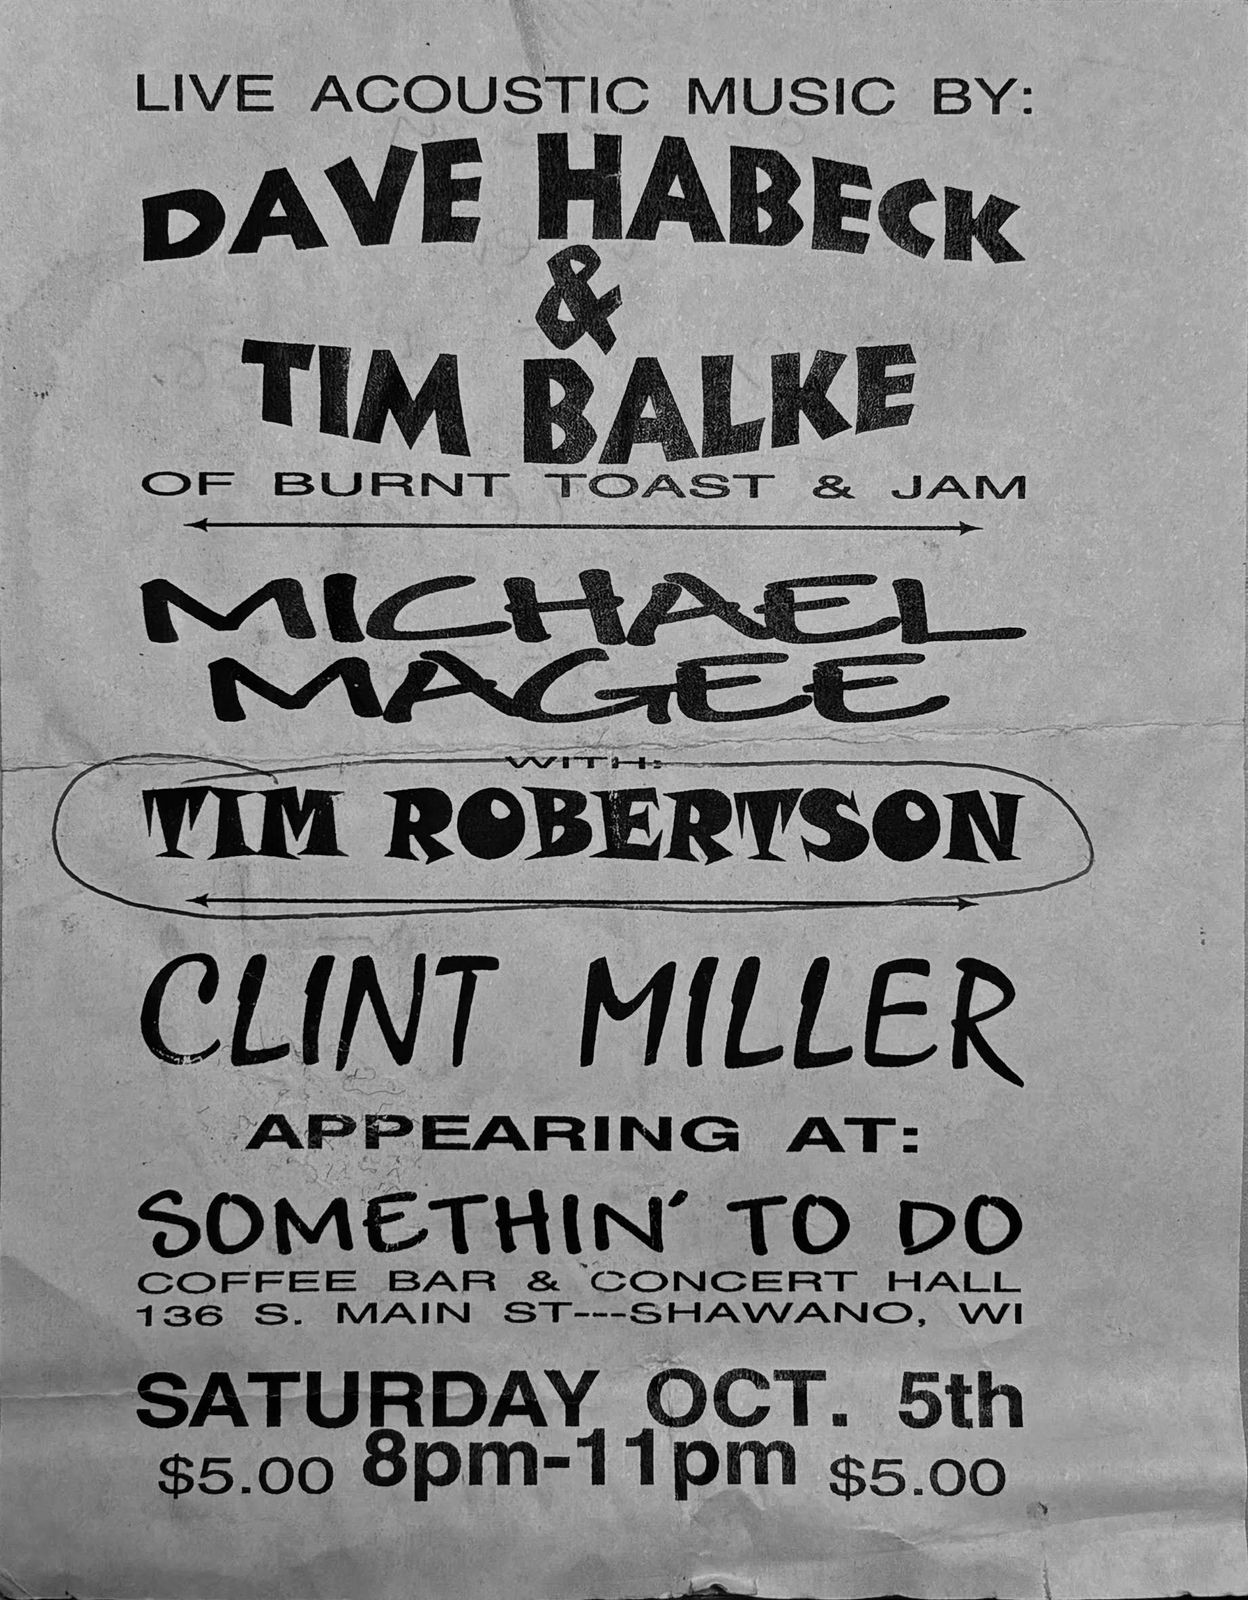 LIVE ACOUSTIC MUSIC BY:
DAVE HABECK
&
TIM BALKE
OF BURNT TOAST & JAM
MICHAEL
MAGEE
WITH:
TIM ROBERTSON
CLINT MILLER
APPEARING AT:
SOMETHIN' TO DO
COFFEE BAR & CONCERT HALL
136 S. MAIN ST---SHAWANO, WI
SATURDAY OCT. 5th
$5.00 8pm-11pm $5.00